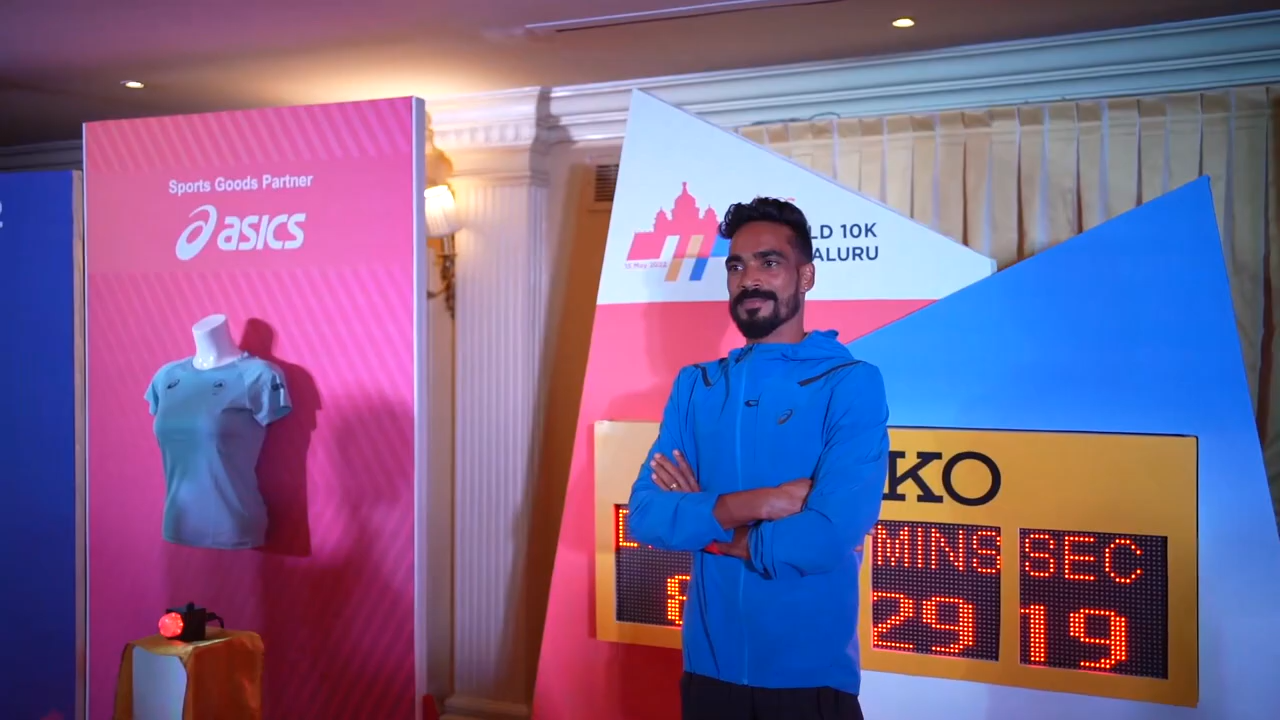 Sports Goods Partner
asics
LD 10K
ALURU
KO
MINS
SEC
29
19